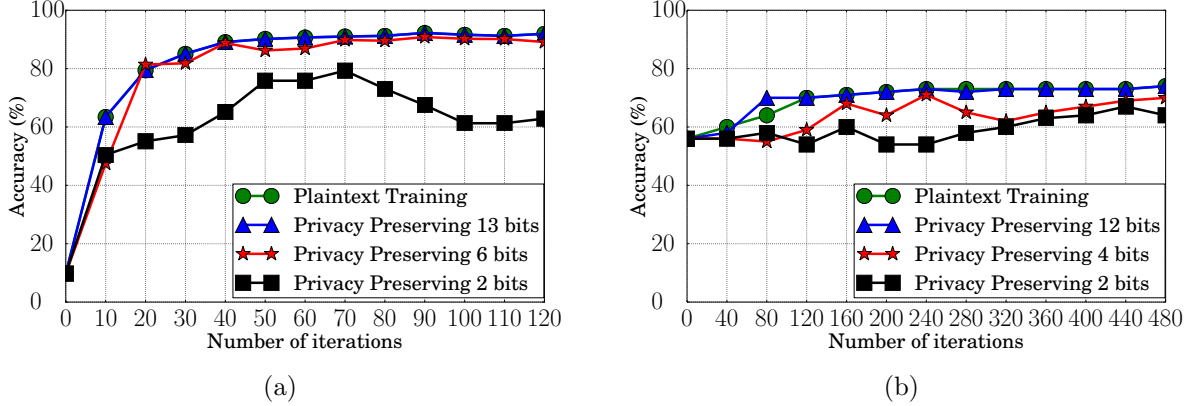 100
80
60
40
20
0
Accuracy (%)
Plaintext Training
Privacy Preserving 13 bits
Privacy Preserving 6 bits
Privacy Preserving 2 bits
0 10 20 30 40 50 60 70 80 90 100 110 120
Number of iterations
(a)
100
80
60
40
20
0
Accuracy (%)
Plaintext Training
Privacy Preserving 12 bits
Privacy Preserving 4 bits
Privacy Preserving 2 bits
0 40 80 120 160 200 240 280 320 360 400 440 480
Number of iterations
(b)